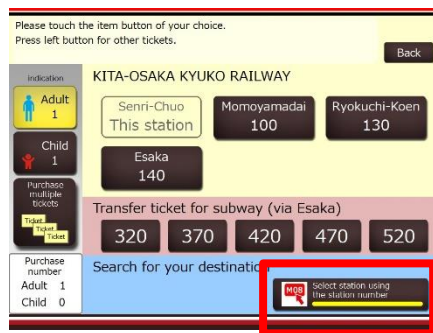 Please touch the item button of your choice.
Press left button for other tickets.
Back
indication
Adult
1
Child
1
Purchase
multiple
tickets
Ticket
Ticket
Ticket
Purchase
number
Adult 1
Child 0
KITA-OSAKA KYUKO RAILWAY
Senri-Chuo
This station
Momoyamadai
100
Ryokuchi-Koen
130
Esaka
140
Transfer ticket for subway (via Esaka)
320 370 420 470 520
Search for your destination
M08
Select station using
the station number